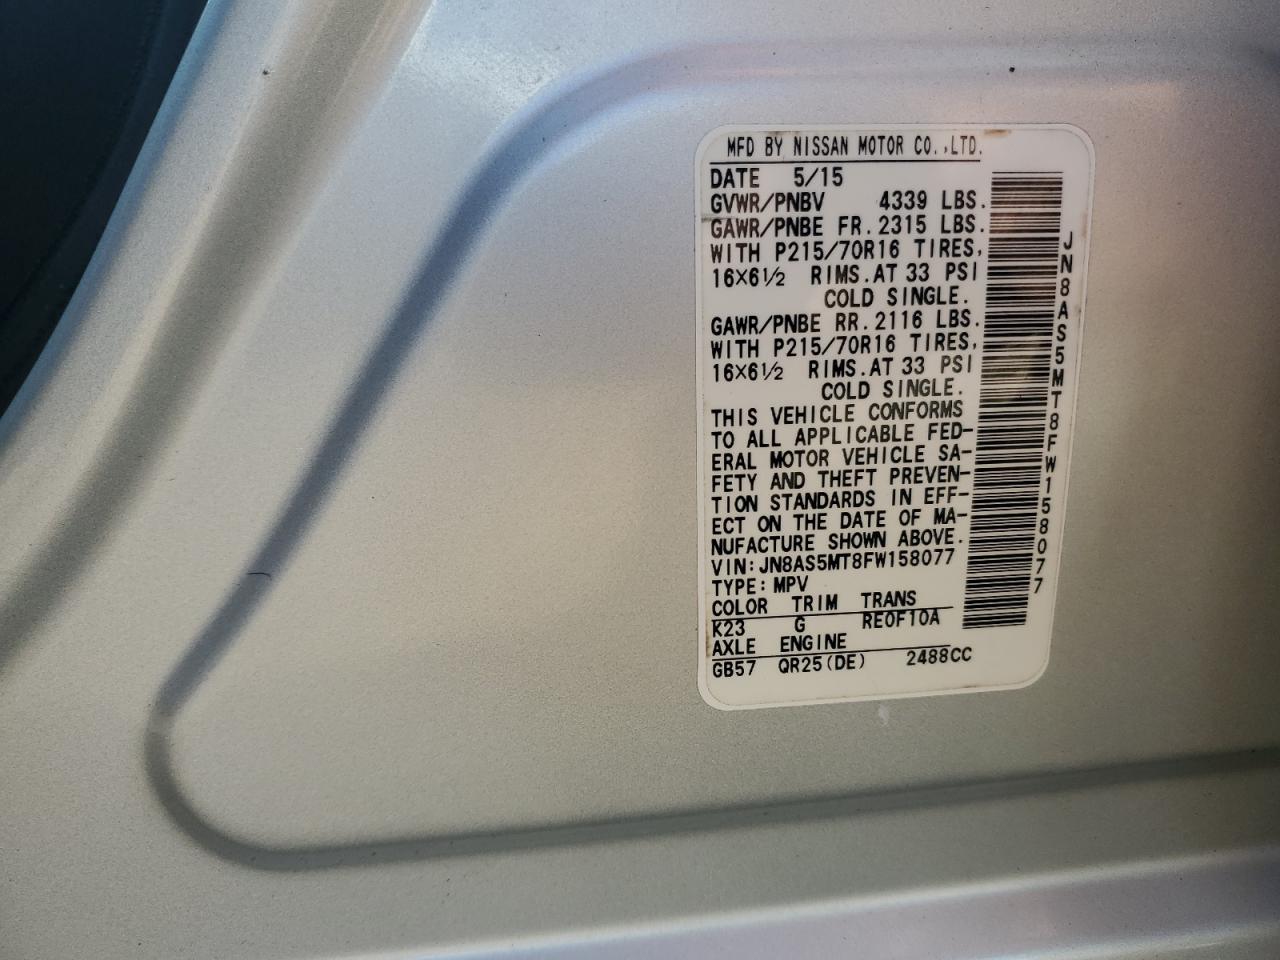 MFD BY NISSAN MOTOR CO.,LTD.
DATE 5/15
GVWR/PNBV 4339 LBS.
GAWR/PNBE FR.2315 LBS.
WITH P215/70R16 TIRES,
16X6½ RIMS.AT 33 PSI
COLD SINGLE.
GAWR/PNBE RR.2116 LBS.
WITH P215/70R16 TIRES,
16X6½ RIMS.AT 33 PSI
COLD SINGLE.
THIS VEHICLE CONFORMS
TO ALL APPLICABLE FED-
ERAL MOTOR VEHICLE SA-
FETY AND THEFT PREVEN-
TION STANDARDS IN EFF-
ECT ON THE DATE OF MA-
NUFACTURE SHOWN ABOVE.
VIN:JN8AS5MT8FW158077
TYPE:MPV
COLOR TRIM TRANS
K23 G RE0F10A
AXLE ENGINE
GB57 QR25(DE) 2488CC
JN8AS5MT8FW158077